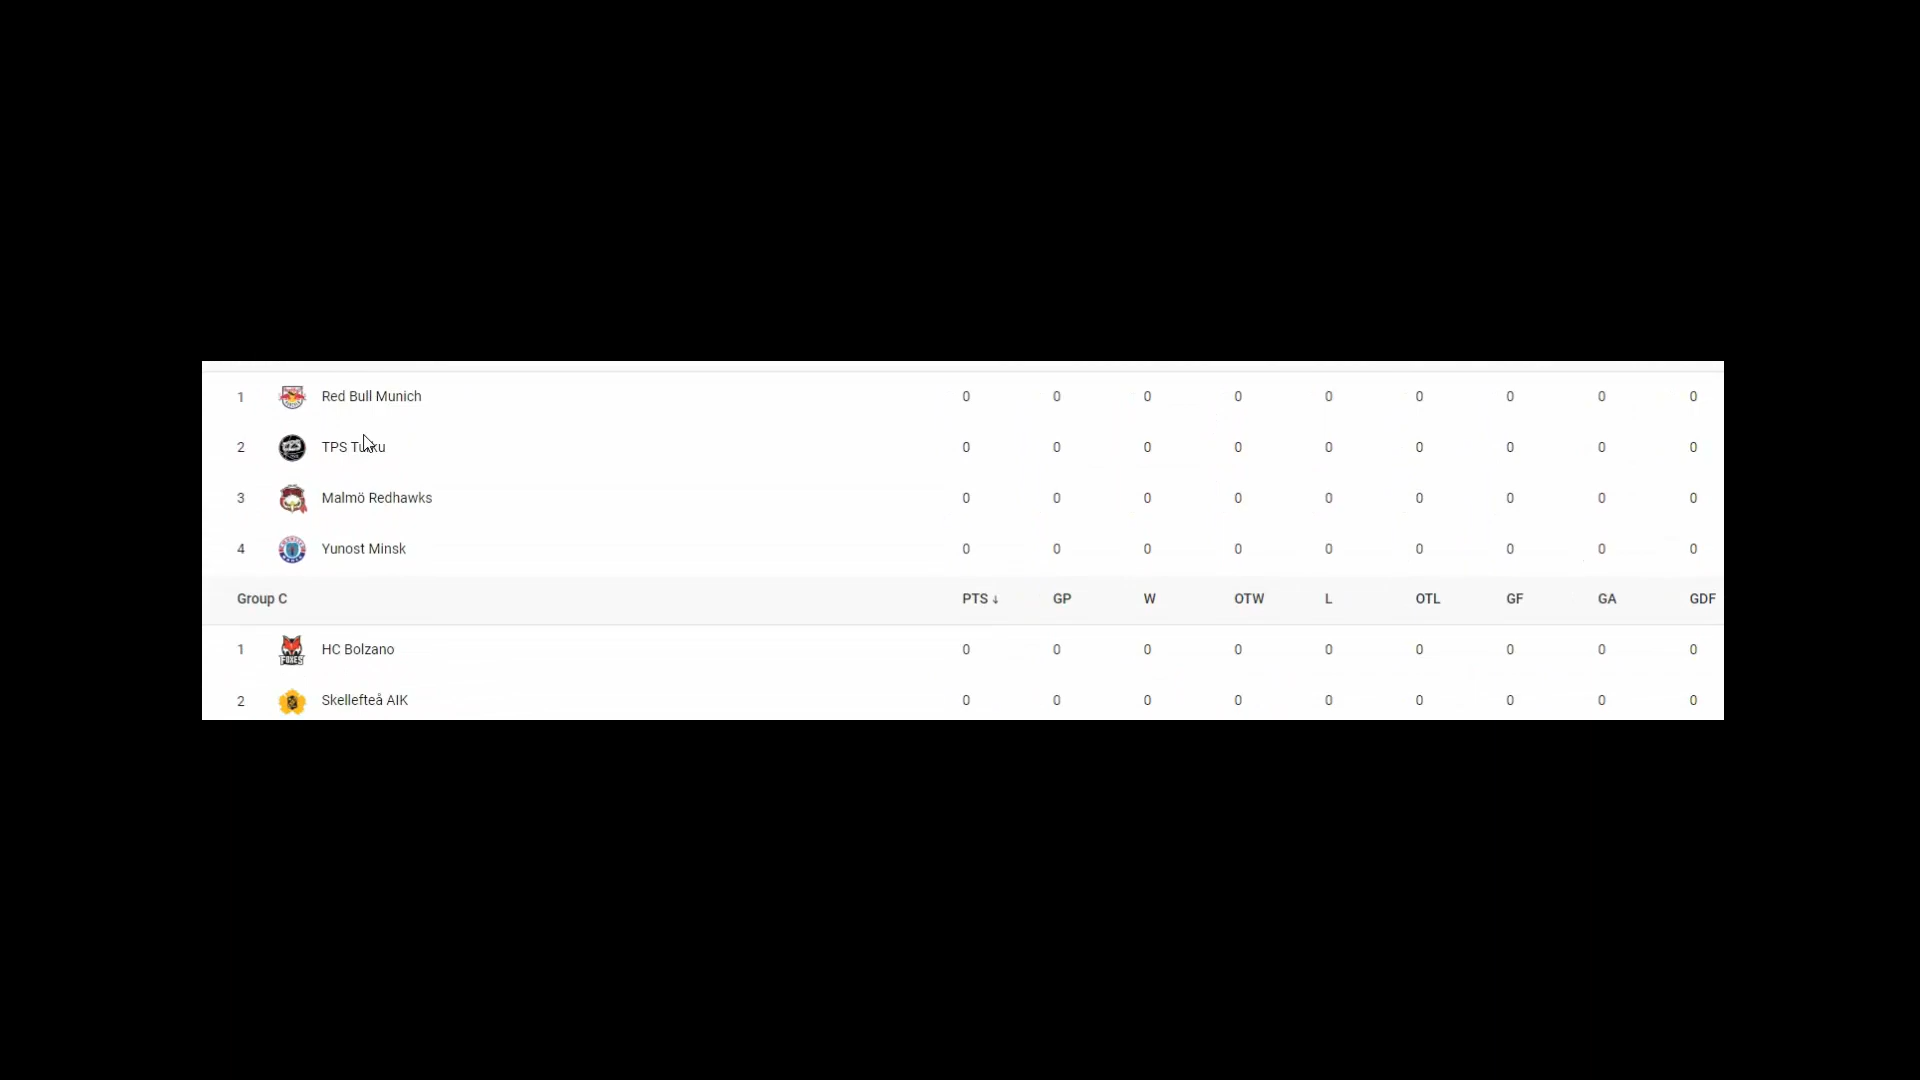 1 Red Bull Munich 0 0 0 0 0 0 0 0 0
2 TPS Turku 0 0 0 0 0 0 0 0 0
3 Malmö Redhawks 0 0 0 0 0 0 0 0 0
4 Yunost Minsk 0 0 0 0 0 0 0 0 0
Group C PTS ↓ GP W OTW L OTL GF GA GDF
1 HC Bolzano 0 0 0 0 0 0 0 0 0
FOXES
2 Skellefteå AIK 0 0 0 0 0 0 0 0 0